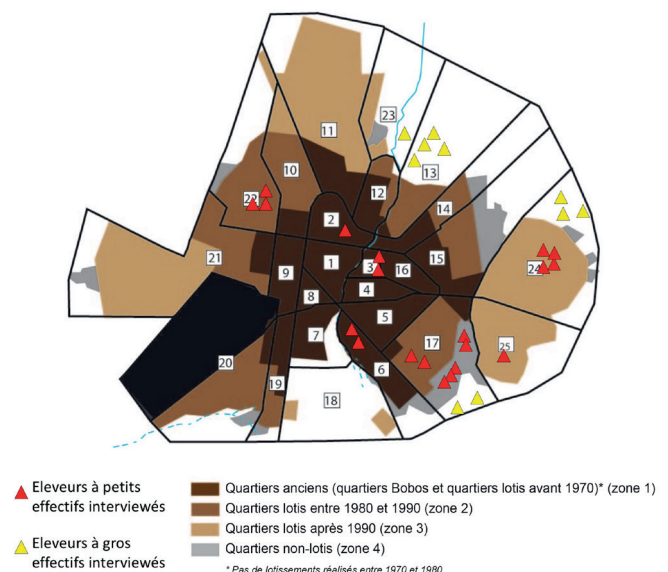 23
11
10
12
13
22
14
2
21
15
1
3
16
24
9
4
8
5
7
17
25
20
6
19
18
Eleveurs à petits
effectifs interviewés
Eleveurs à gros
effectifs interviewés
Quartiers anciens (quartiers Bobos et quartiers lotis avant 1970)* (zone 1)
Quartiers lotis entre 1980 et 1990 (zone 2)
Quartiers lotis après 1990 (zone 3)
Quartiers non-lotis (zone 4)
* Pas de lotissements réalisés entre 1970 et 1980